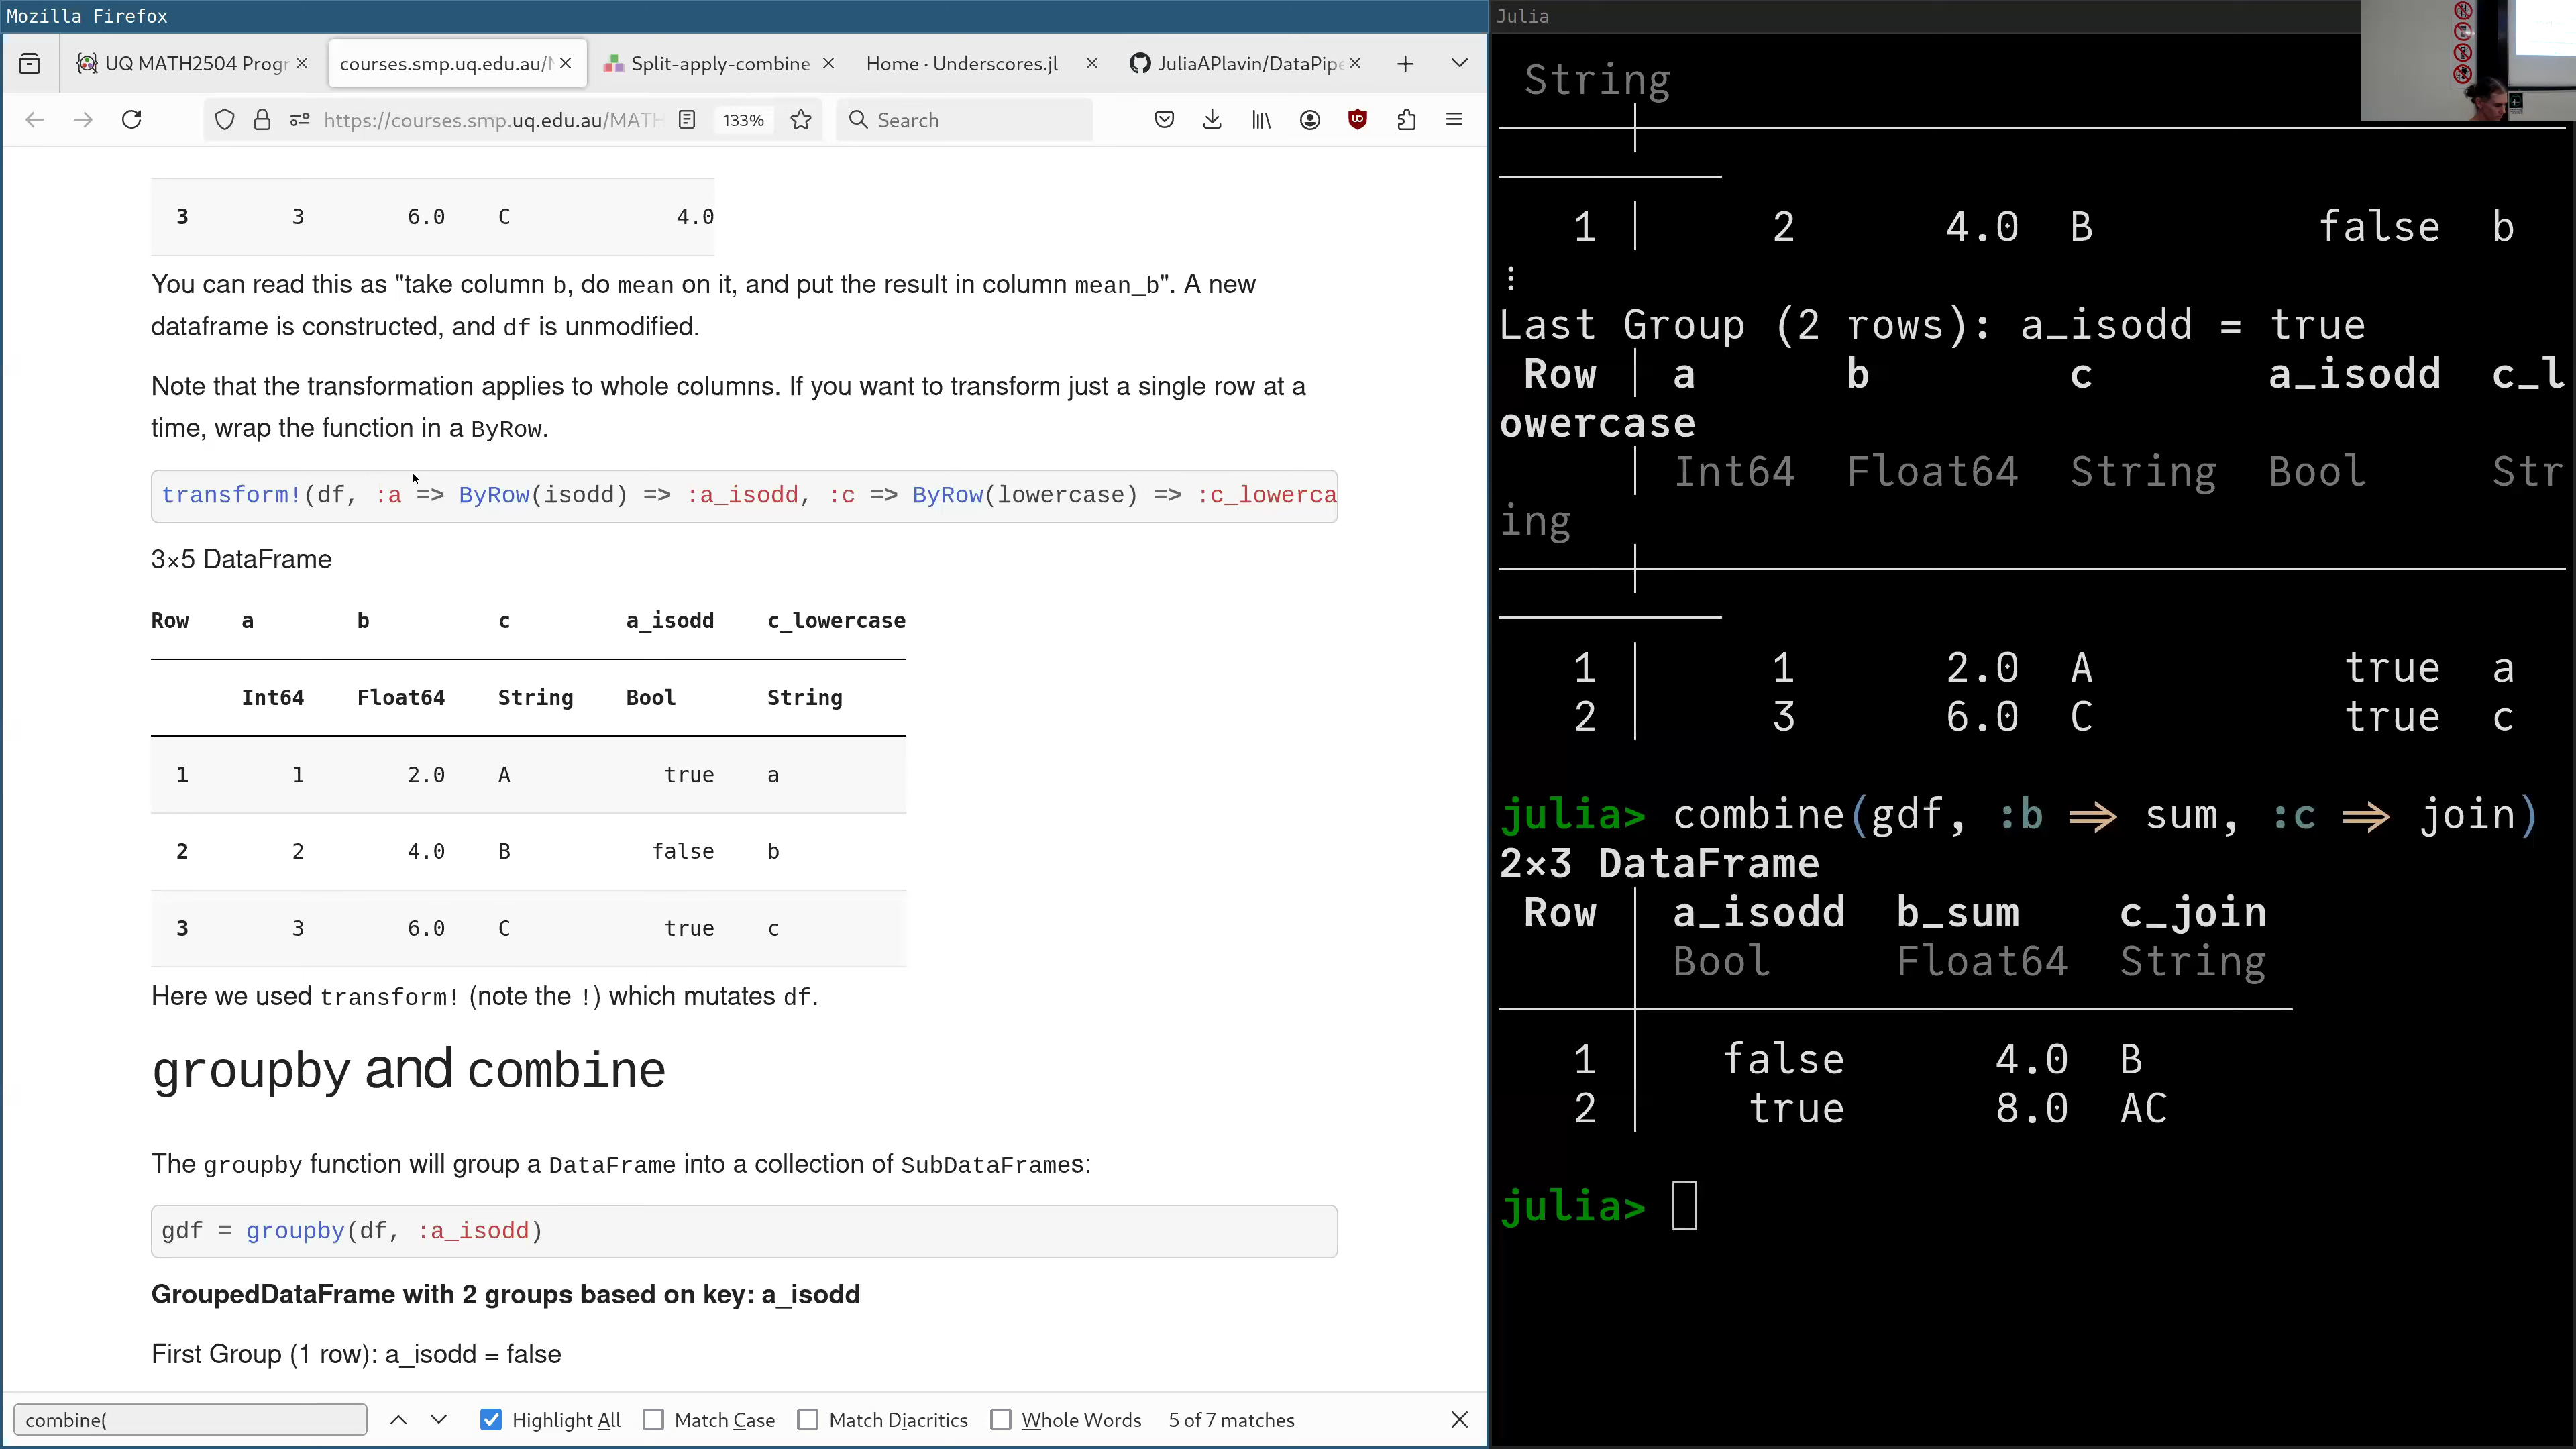 Mozilla Firefox
UQ MATH2504 Progr
courses.smp.uq.edu.au/
Split-apply-combine
Home · Underscores.jl
JuliaAPlavin/DataPipe
https://courses.smp.uq.edu.au/MATH
133%
Search
3 3 6.0 C 4.0
You can read this as "take column b, do mean on it, and put the result in column mean_b". A new
dataframe is constructed, and df is unmodified.
Note that the transformation applies to whole columns. If you want to transform just a single row at a
time, wrap the function in a ByRow.
transform!(df, :a => ByRow(isodd) => :a_isodd, :c => ByRow(lowercase) => :c_lowerca
3×5 DataFrame
Row a b c a_isodd c_lowercase
Int64 Float64 String Bool String
1 1 2.0 A true a
2 2 4.0 B false b
3 3 6.0 C true c
Here we used transform! (note the !) which mutates df.
groupby and combine
The groupby function will group a DataFrame into a collection of SubDataFrames:
gdf = groupby(df, :a_isodd)
GroupedDataFrame with 2 groups based on key: a_isodd
First Group (1 row): a_isodd = false
combine(
Highlight All
Match Case
Match Diacritics
Whole Words
5 of 7 matches
Julia
String
1 2 4.0 B false b
⋮
Last Group (2 rows): a_isodd = true
Row a b c a_isodd c_l
owercase
Int64 Float64 String Bool Str
ing
1 1 2.0 A true a
2 3 6.0 C true c
julia> combine(gdf, :b => sum, :c => join)
2×3 DataFrame
Row a_isodd b_sum c_join
Bool Float64 String
1 false 4.0 B
2 true 8.0 AC
julia>